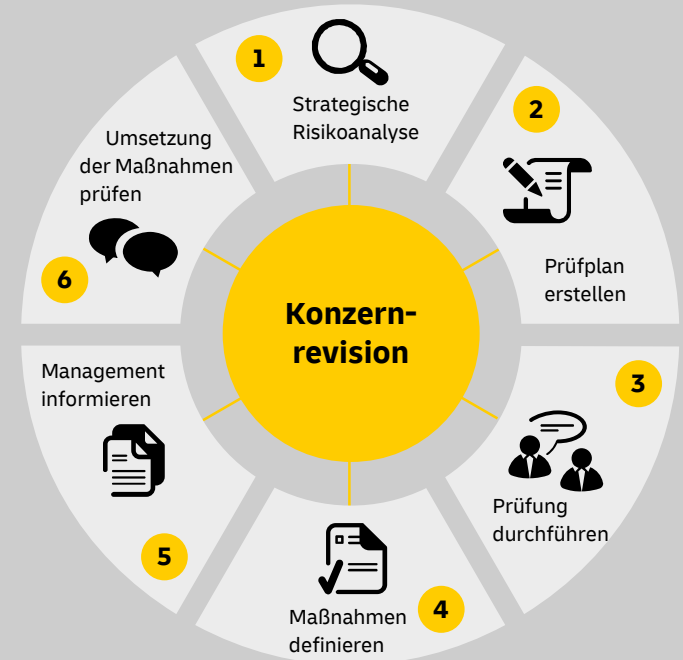 1
Strategische
Risikoanalyse
2
Prüfplan
erstellen
3
Prüfung
durchführen
4
Maßnahmen
definieren
5
Management
informieren
6
Umsetzung
der Maßnahmen
prüfen
Konzern-
revision